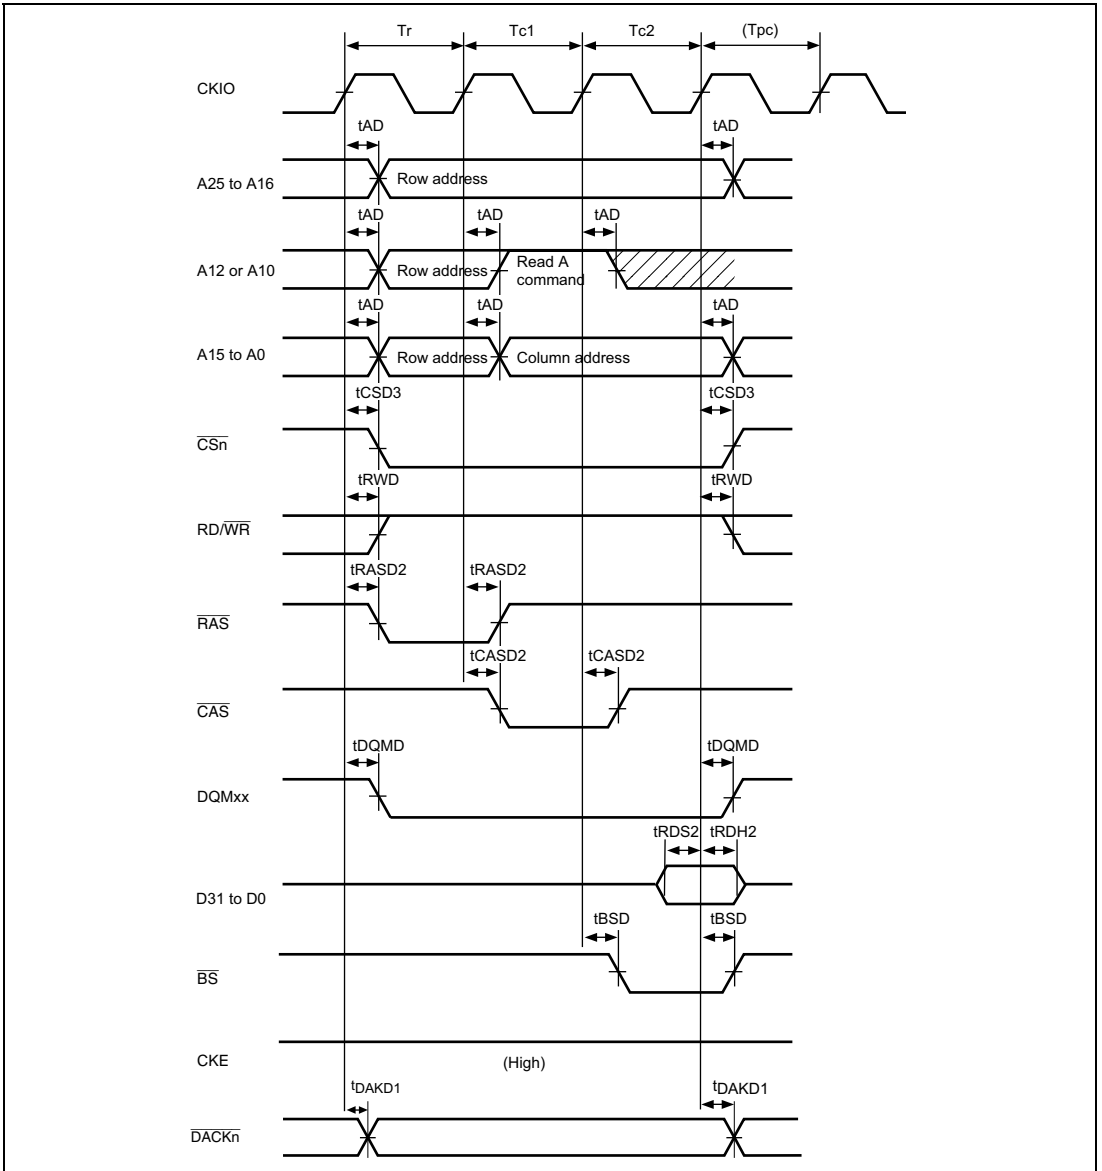 Tr Tc1 Tc2 (Tpc)
CKIO
tAD tAD
A25 to A16 Row address
tAD tAD tAD
A12 or A10 Row address Read A
command
tAD tAD tAD
A15 to A0 Row address Column address
tCSD3 tCSD3
CSn
tRWD tRWD
RD/WR
tRASD2 tRASD2
RAS
tCASD2 tCASD2
CAS
tDQMD tDQMD
DQMxx
tRDS2 tRDH2
D31 to D0
tBSD tBSD
BS
CKE (High)
tDAKD1 tDAKD1
DACKn